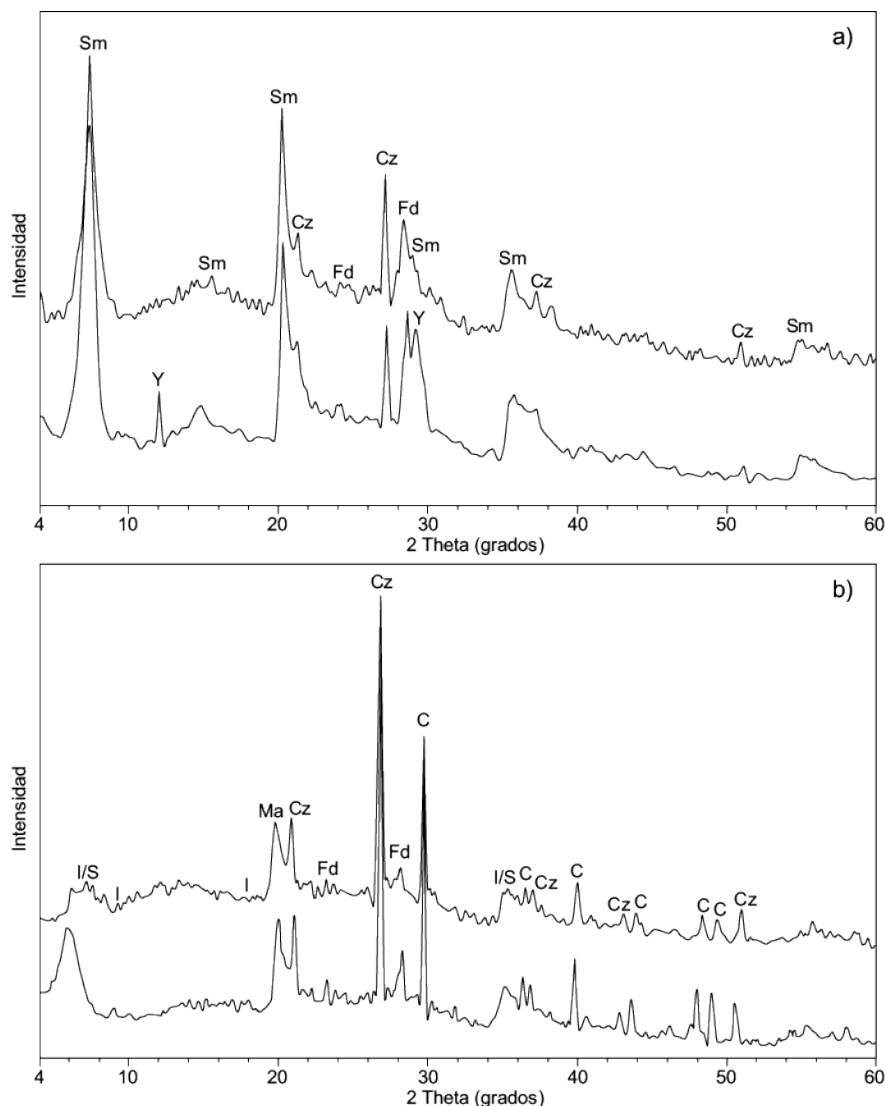 a)
Sm
Sm
Cz
Cz
Fd
Sm
Sm
Fd
Sm
Cz
Cz
Sm
Y
Y
Intensidad
4 10 20 30 40 50 60
2 Theta (grados)
b)
Cz
C
Ma
Cz
Fd
Fd
I/S
I
I
I/S
C
Cz
C
Cz
C
C
C
Cz
Intensidad
4 10 20 30 40 50 60
2 Theta (grados)